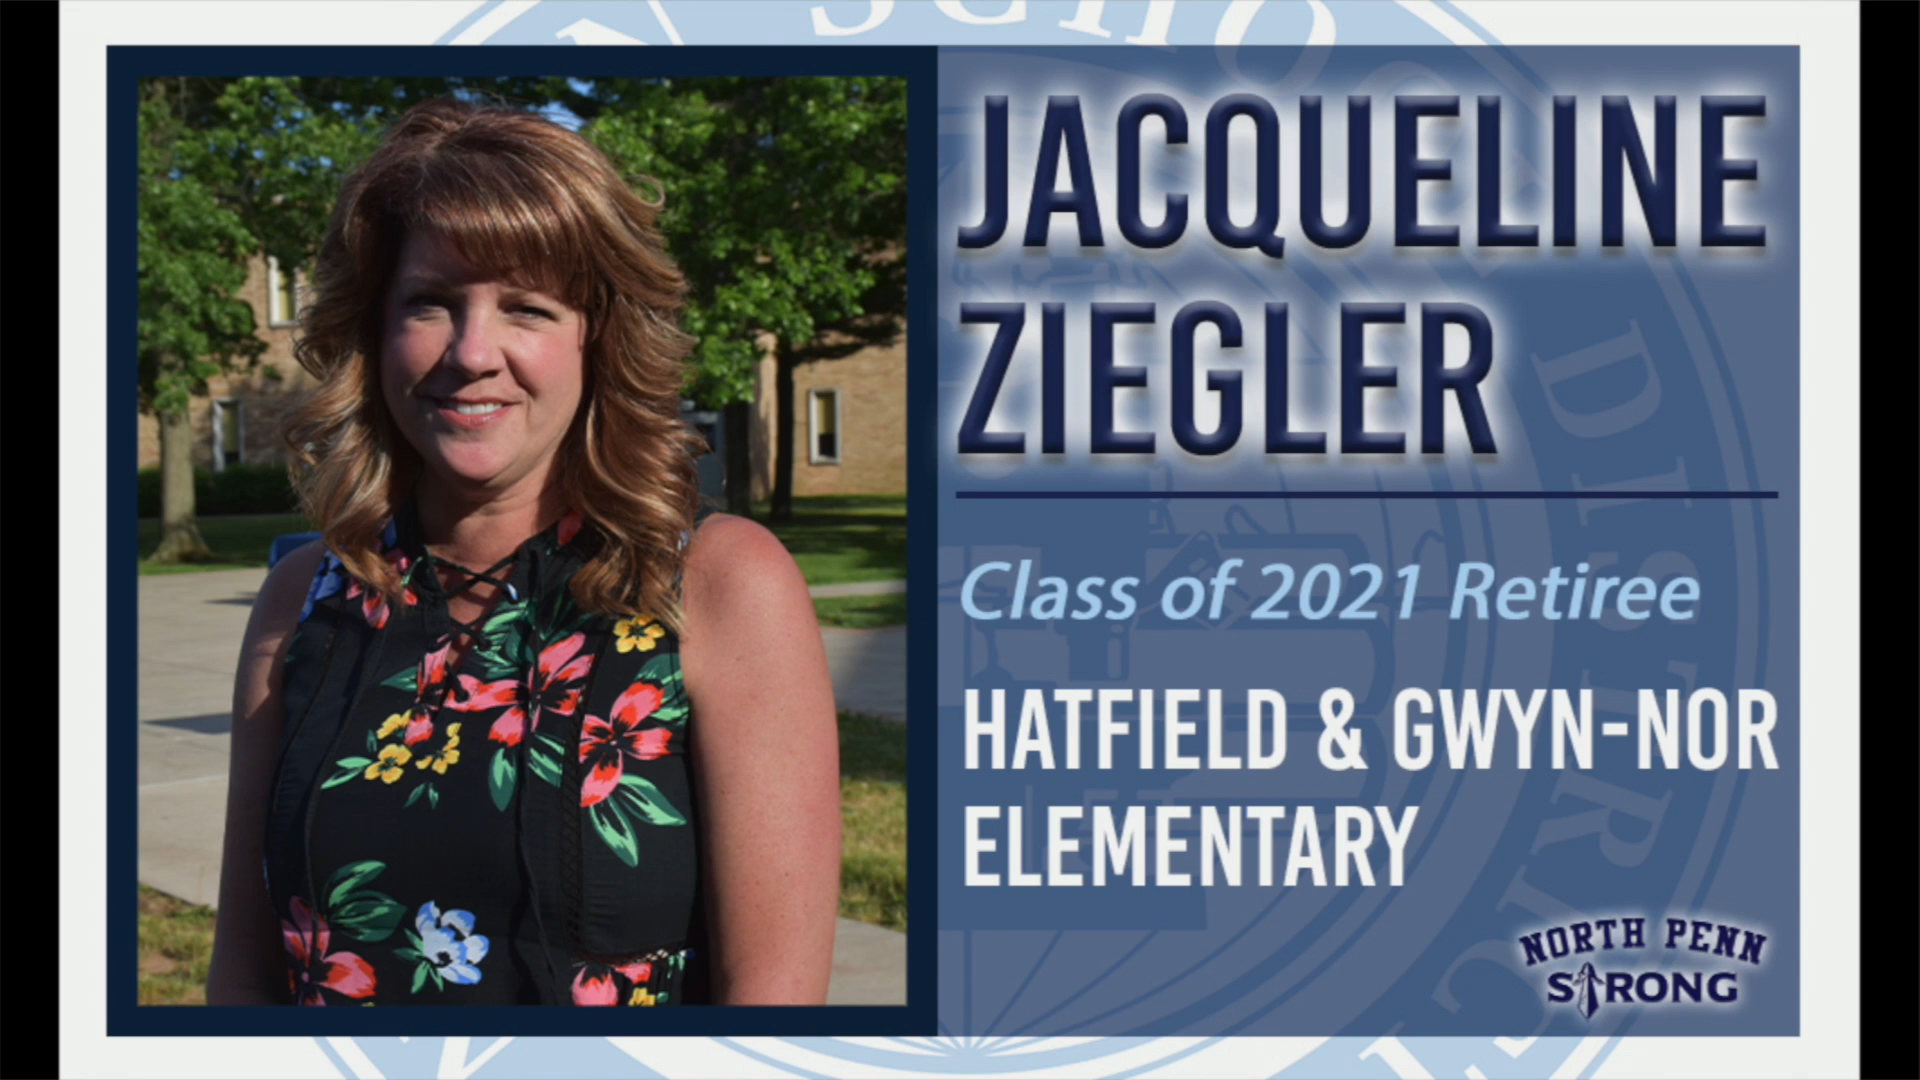 JACQUELINE
ZIEGLER
Class of 2021 Retiree
HATFIELD & GWYN-NOR
ELEMENTARY
NORTH PENN
STRONG